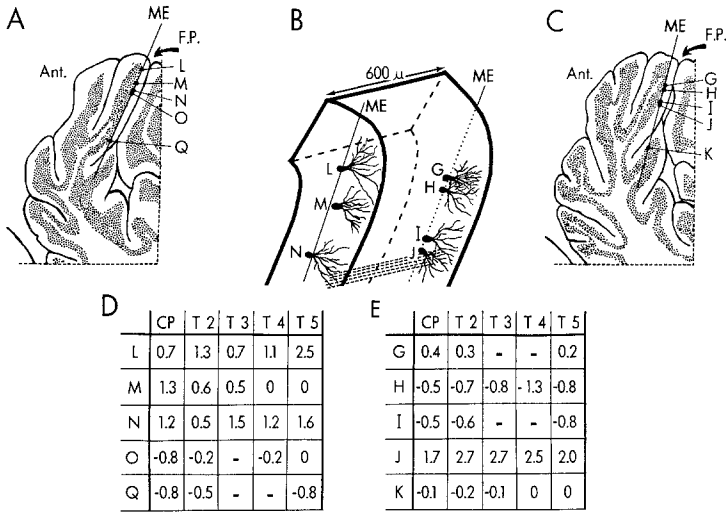 A
ME
F.P.
Ant.
L
M
N
O
Q
B
600 μ
ME
ME
L
M
N
G
H
I
J
C
ME
F.P.
Ant.
G
H
I
J
K
D
CP T 2 T 3 T 4 T 5
L 0.7 1.3 0.7 1.1 2.5
M 1.3 0.6 0.5 0 0
N 1.2 0.5 1.5 1.2 1.6
O -0.8 -0.2 - -0.2 0
Q -0.8 -0.5 - - -0.8
E
CP T 2 T 3 T 4 T 5
G 0.4 0.3 - - 0.2
H -0.5 -0.7 -0.8 -1.3 -0.8
I -0.5 -0.6 - - -0.8
J 1.7 2.7 2.7 2.5 2.0
K -0.1 -0.2 -0.1 0 0